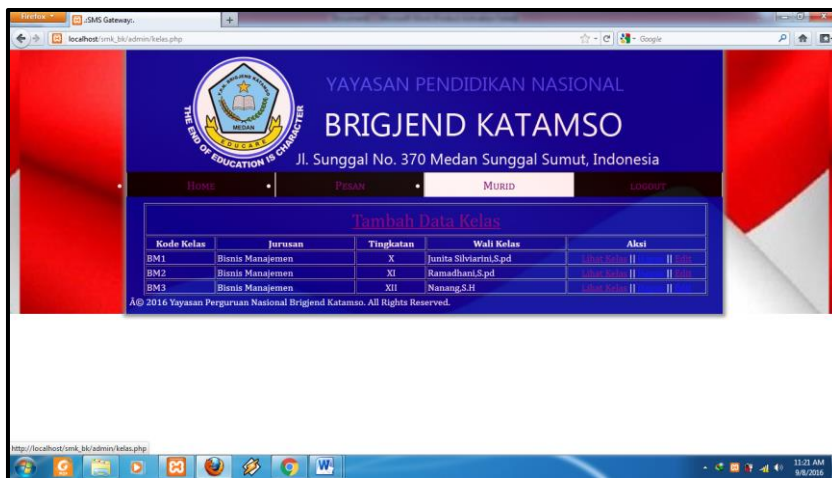 Firefox
.:SMS Gateway:.
localhost/smk_bk/admin/kelas.php
Google
THE END OF EDUCATION IS CHARACTER
MEDAN
EDUCARE
YAYASAN PENDIDIKAN NASIONAL
BRIGJEND KATAMSO
Jl. Sunggal No. 370 Medan Sunggal Sumut, Indonesia
HOME PESAN MURID LOGOUT
Tambah Data Kelas
Kode Kelas Jurusan Tingkatan Wali Kelas Aksi
BM1 Bisnis Manajemen X Junita Silviarini,S.pd Lihat Kelas || || Edit
BM2 Bisnis Manajemen XI Ramadhani,S.pd Lihat Kelas || || Edit
BM3 Bisnis Manajemen XII Nanang,S.H Lihat Kelas || || Edit
Â© 2016 Yayasan Perguruan Nasional Brigjend Katamso. All Rights Reserved.
http://localhost/smk_bk/admin/kelas.php
11:21 AM
9/8/2016